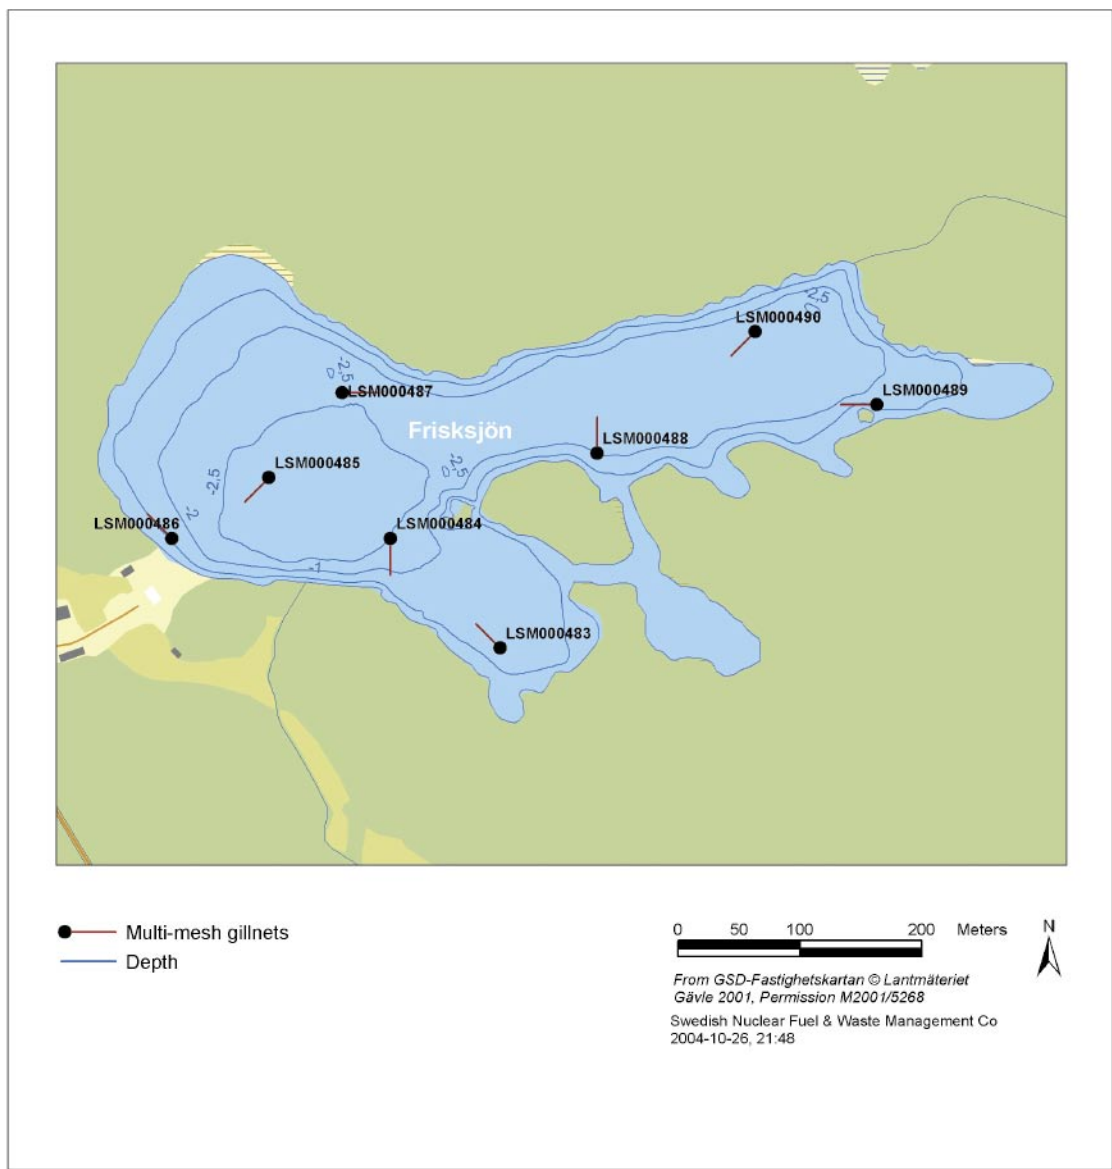 -2,5
LSM000490
-2,5
LSM000487
LSM000489
Frisksjön
LSM000488
-2,5
LSM000485
-2,5
-2
LSM000486
LSM000484
-1
LSM000483
Multi-mesh gillnets
Depth
0 50 100 200 Meters
N
From GSD-Fastighetskartan © Lantmäteriet
Gävle 2001, Permission M2001/5268
Swedish Nuclear Fuel & Waste Management Co
2004-10-26, 21:48